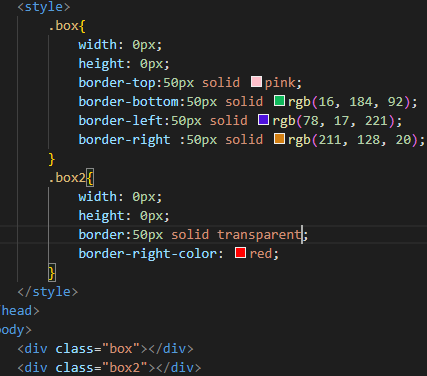 <style>
.box{
width: 0px;
height: 0px;
border-top:50px solid pink;
border-bottom:50px solid rgb(16, 184, 92);
border-left:50px solid rgb(78, 17, 221);
border-right :50px solid rgb(211, 128, 20);
}
.box2{
width: 0px;
height: 0px;
border:50px solid transparent;
border-right-color: red;
}
</style>
/head>
body>
<div class="box"></div>
<div class="box2"></div>